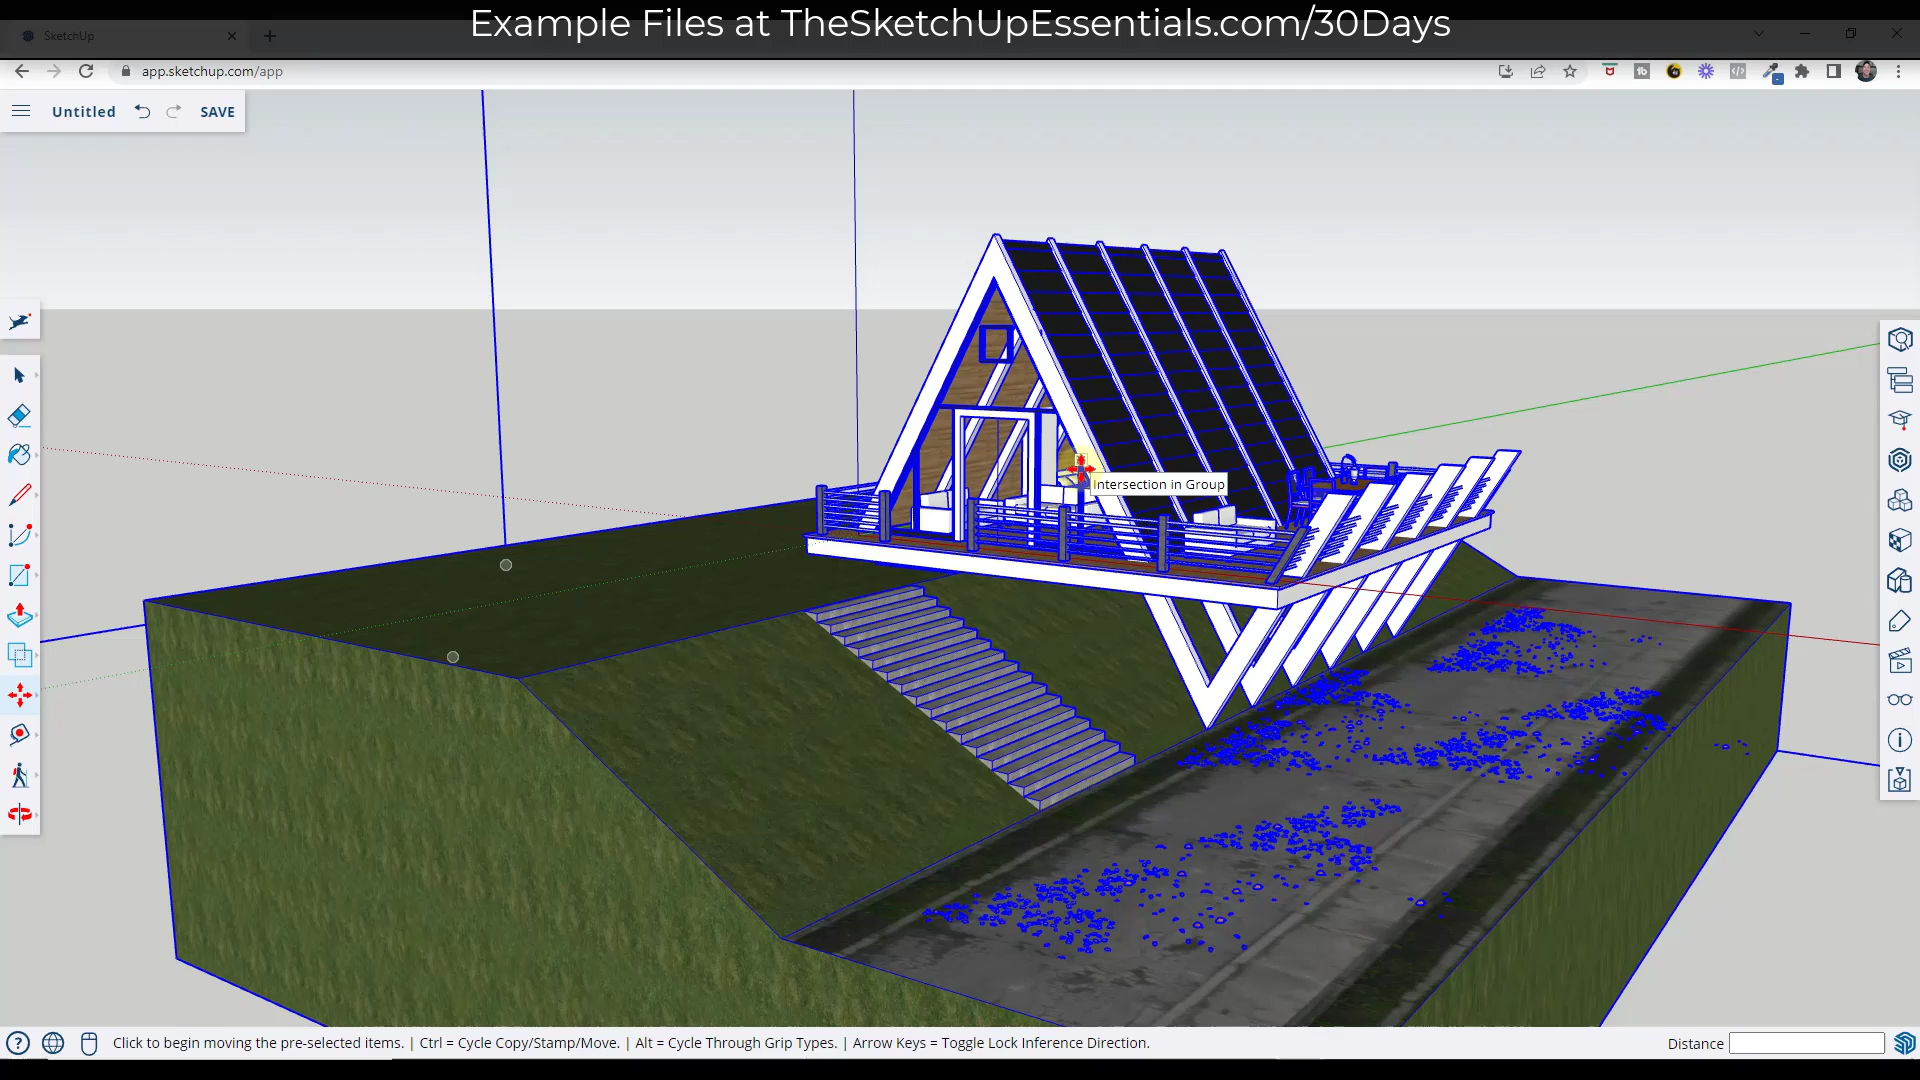 Example Files at TheSketchUpEssentials.com/30Days
SketchUp
app.sketchup.com/app
Untitled
SAVE
Intersection in Group
Click to begin moving the pre-selected items. | Ctrl = Cycle Copy/Stamp/Move. | Alt = Cycle Through Grip Types. | Arrow Keys = Toggle Lock Inference Direction.
Distance